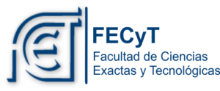 FECyT
Facultad de Ciencias
Exactas y Tecnológicas